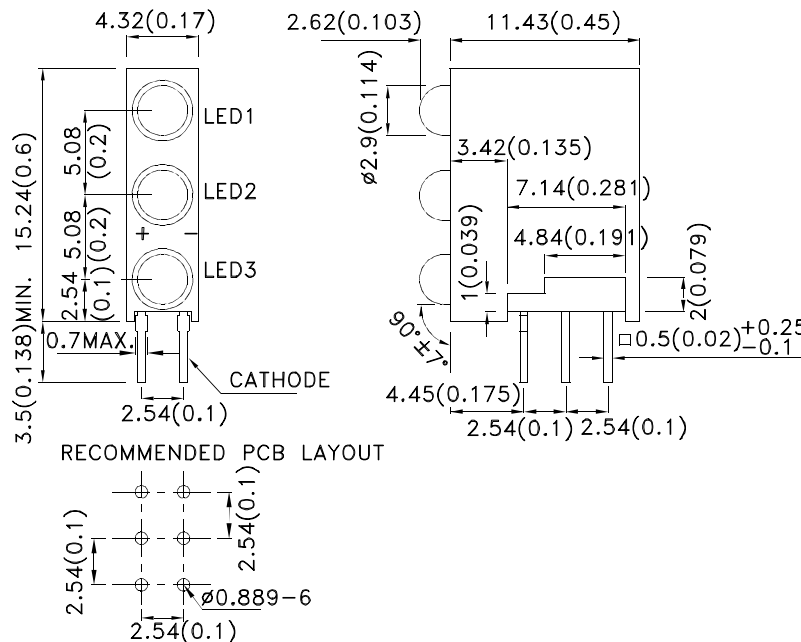 4.32(0.17)
2.62(0.103)
11.43(0.45)
LED1
LED2
LED3
5.08
(0.2)
5.08
(0.2)
2.54
(0.1)
15.24(0.6)
3.5(0.138)MIN.
+ −
0.7MAX.
CATHODE
2.54(0.1)
ø2.9(0.114)
3.42(0.135)
7.14(0.281)
4.84(0.191)
1(0.039)
2(0.079)
90°±7°
□0.5(0.02)+0.25
−0.1
4.45(0.175)
2.54(0.1) 2.54(0.1)
RECOMMENDED PCB LAYOUT
2.54(0.1)
2.54(0.1)
ø0.889−6
2.54(0.1)